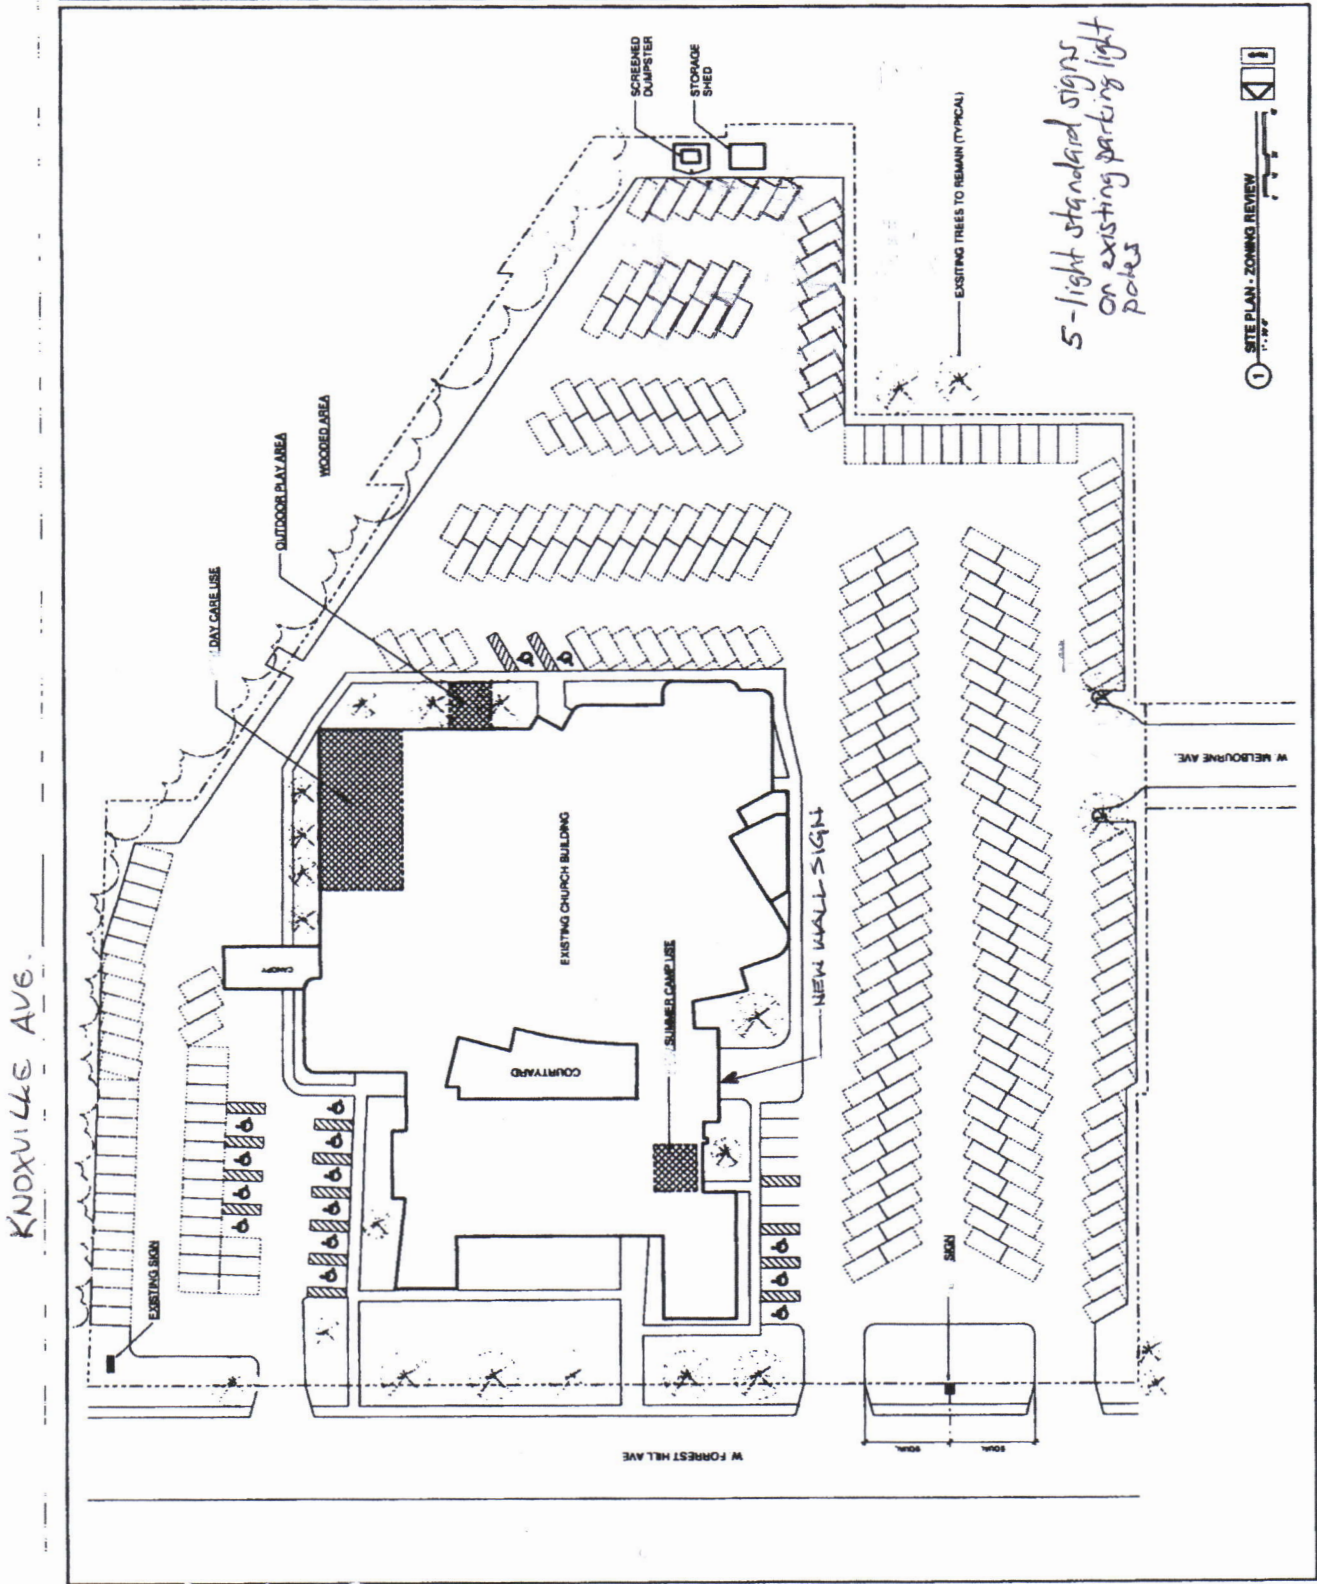 KNOXVILLE AVE.
SCREENED
DUMPSTER
STORAGE
SHED
5-light standard signs
on existing parking light
poles
EXSITING TREES TO REMAIN (TYPICAL)
1
SITE PLAN - ZONING REVIEW
WOODED AREA
OUTDOOR PLAY AREA
DAY CARE USE
CANOPY
EXISTING CHURCH BUILDING
COURTYARD
SUMMER CAMP USE
NEW WALL SIGN
W. MELBOURNE AVE.
EXISTING SIGN
SIGN
W FORREST HILL AVE
EQUAL
EQUAL